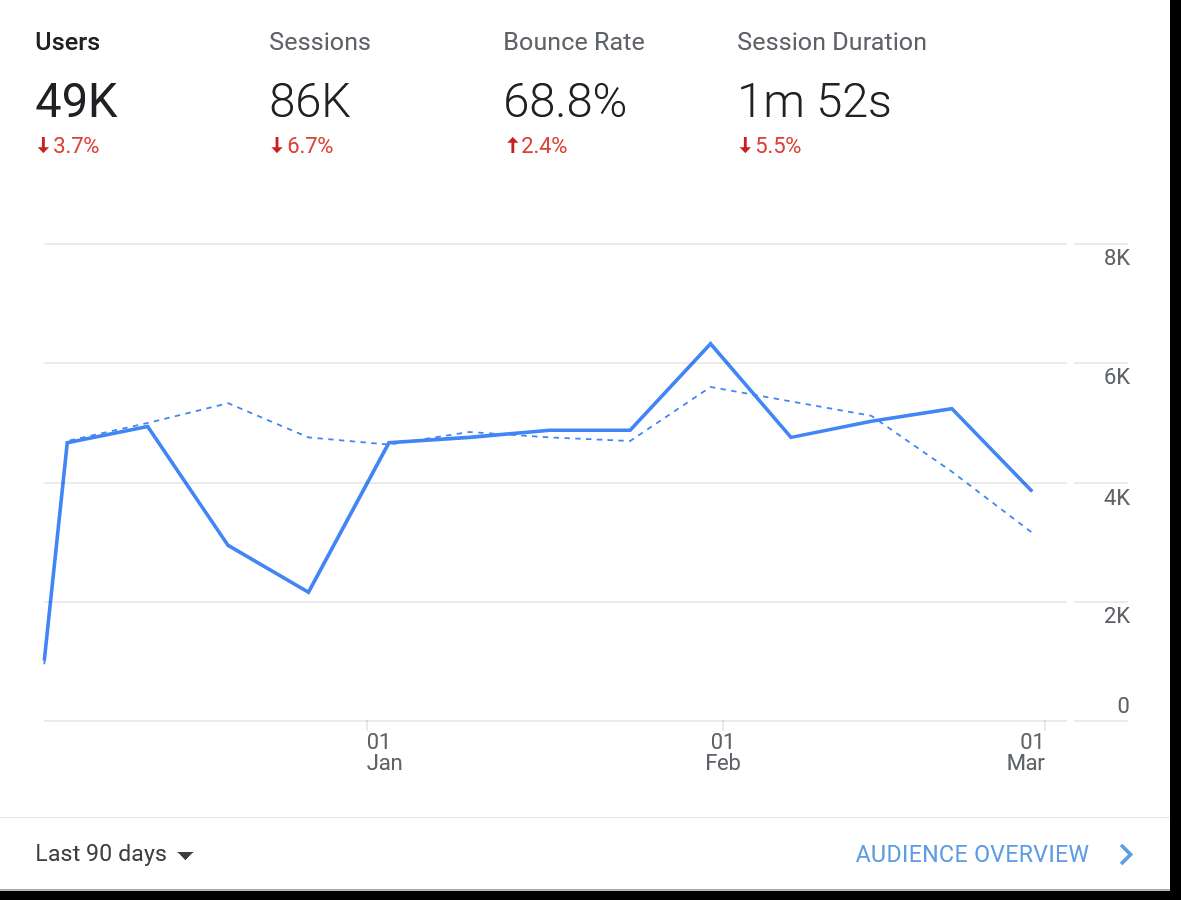 Users Sessions Bounce Rate Session Duration
49K 86K 68.8% 1m 52s
↓3.7% ↓6.7% ↑2.4% ↓5.5%
8K
6K
4K
2K
0
01 01 01
Jan Feb Mar
Last 90 days AUDIENCE OVERVIEW